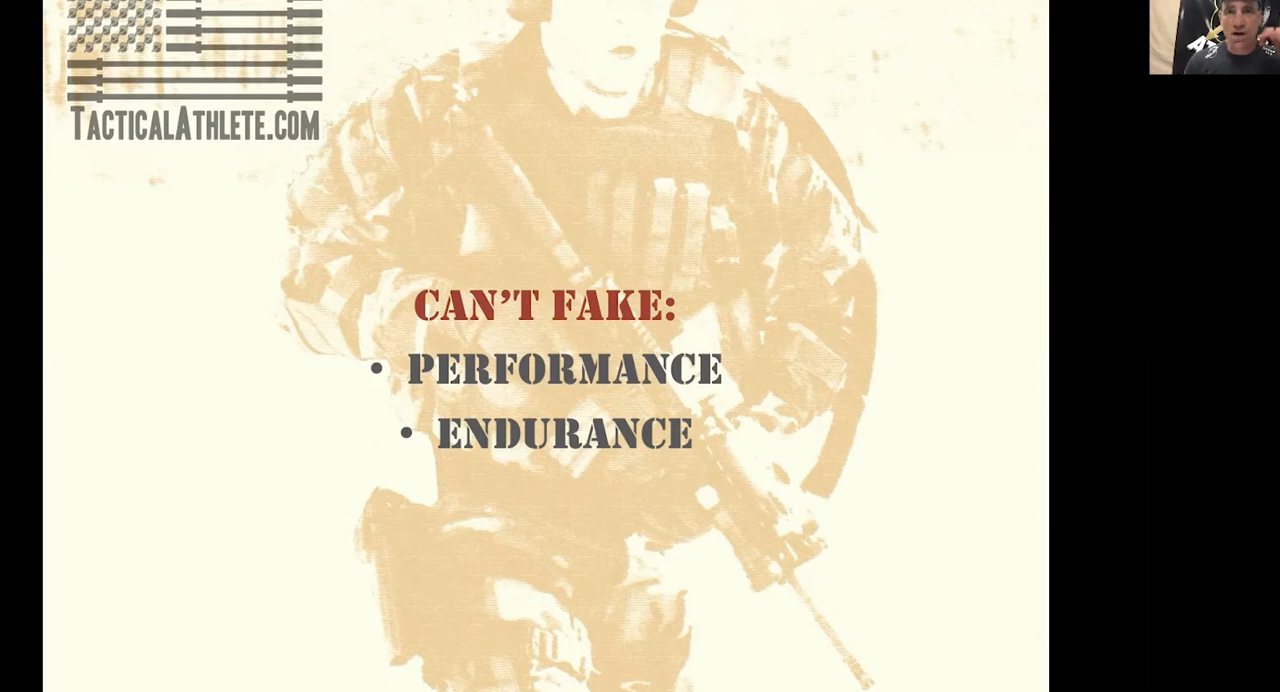 TACTICALATHLETE.COM
CAN'T FAKE:
• PERFORMANCE
• ENDURANCE